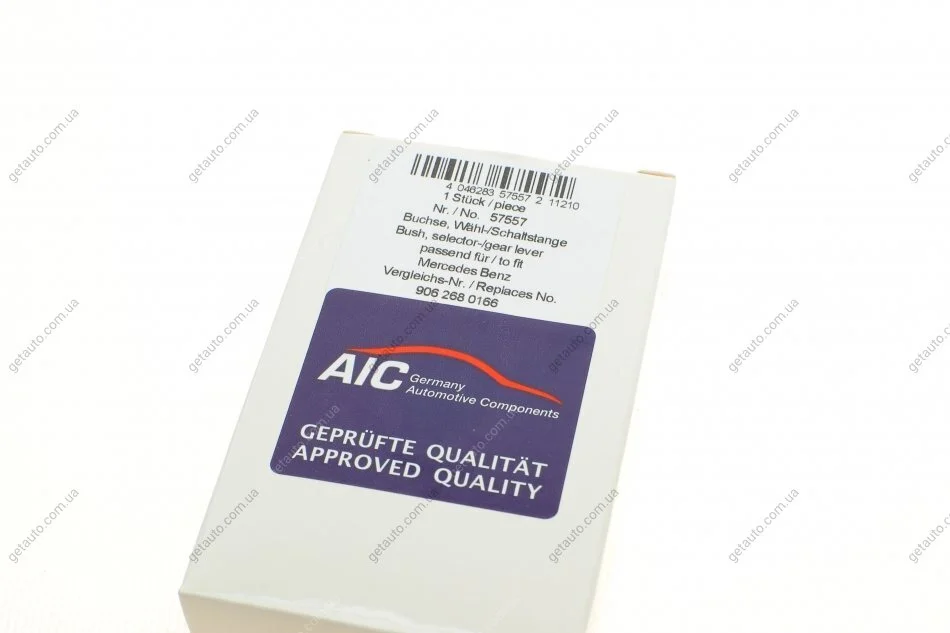 4 046283 57557 2 11210
1 Stück / piece
Nr. / No. 57557
Buchse, Wähl-/Schaltstange
Bush, selector-/gear lever
passend für / to fit
Mercedes Benz
Vergleichs-Nr. / Replaces No.
906 268 0166
AIC Germany
Automotive Components
GEPRÜFTE QUALITÄT
APPROVED QUALITY
getauto.com.ua